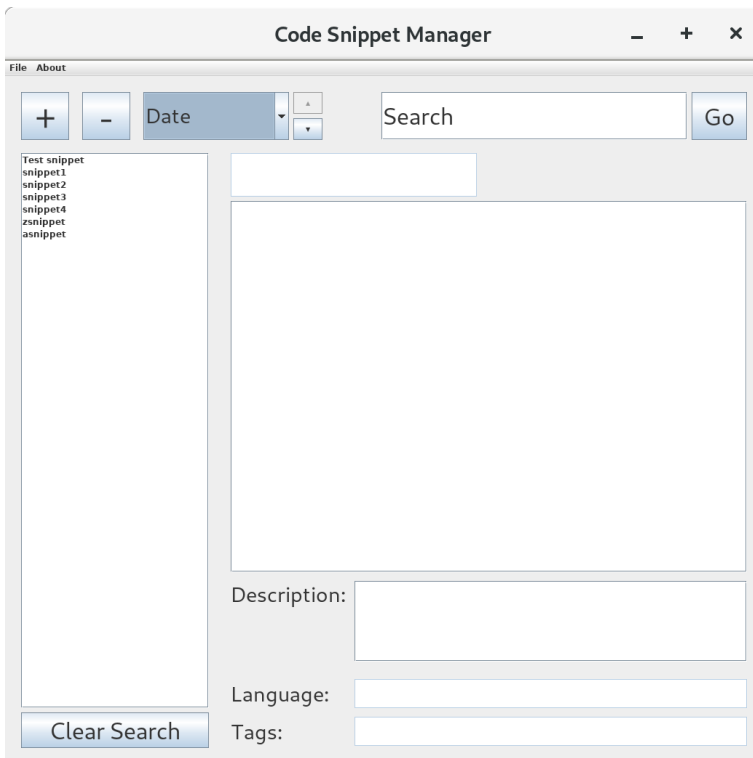 Code Snippet Manager
File About
+ - Date Search Go
Test snippet
snippet1
snippet2
snippet3
snippet4
zsnippet
asnippet
Description:
Language:
Clear Search
Tags: